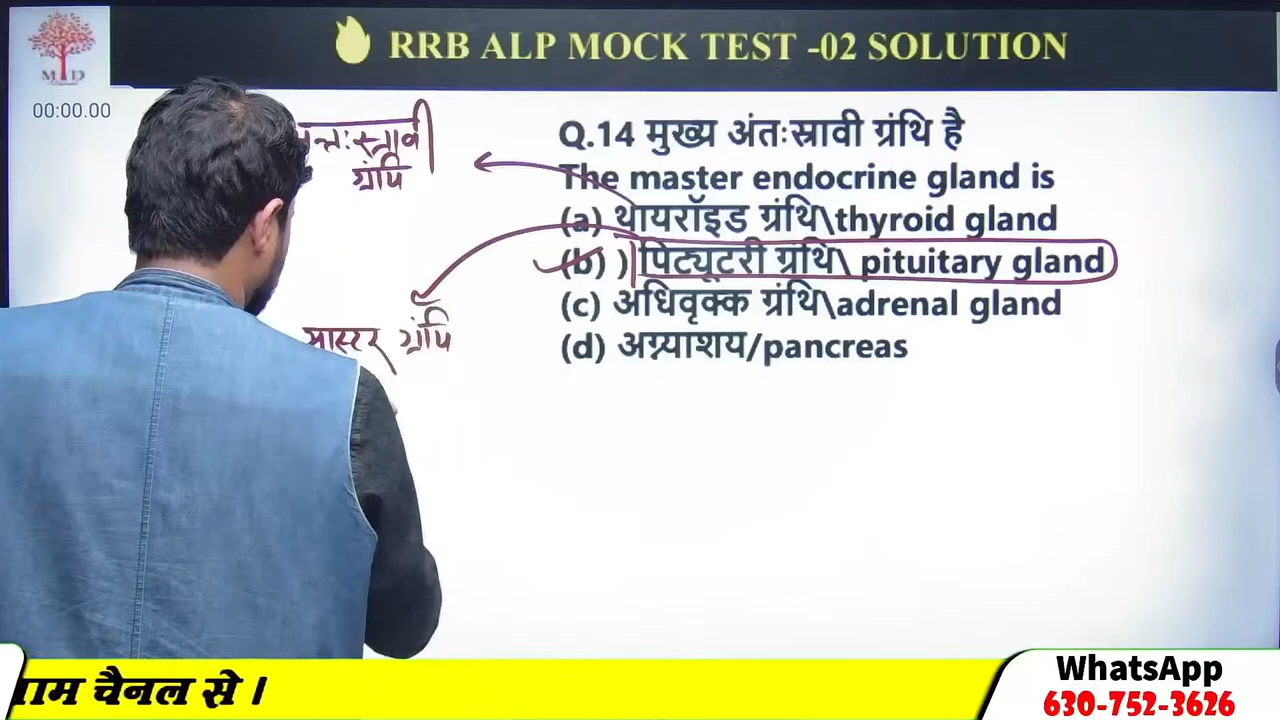 RRB ALP MOCK TEST -02 SOLUTION
00:00.00
ग्रंथि
मास्टर ग्रंथि
Q.14 मुख्य अंतःस्रावी ग्रंथि है
The master endocrine gland is
(a) थायरॉइड ग्रंथि\thyroid gland
(b) ) पिट्यूटरी ग्रंथि\ pituitary gland
(c) अधिवृक्क ग्रंथि\adrenal gland
(d) अग्न्याशय/pancreas
चैनल से ।
WhatsApp
630-752-3626